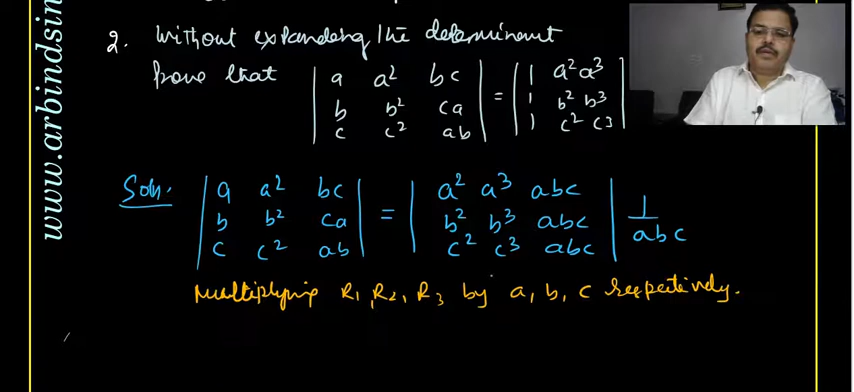 2. Without expanding the determinant
prove that | a a² bc | = | 1 a² a³ |
| b b² ca | | 1 b² b³ |
| c c² ab | | 1 c² c³ |
Soln. | a a² bc | = | a² a³ abc | 1
| b b² ca | | b² b³ abc | abc
| c c² ab | | c² c³ abc |
Multiplying R₁, R₂, R₃ by a, b, c respectively.
www.arbindsin